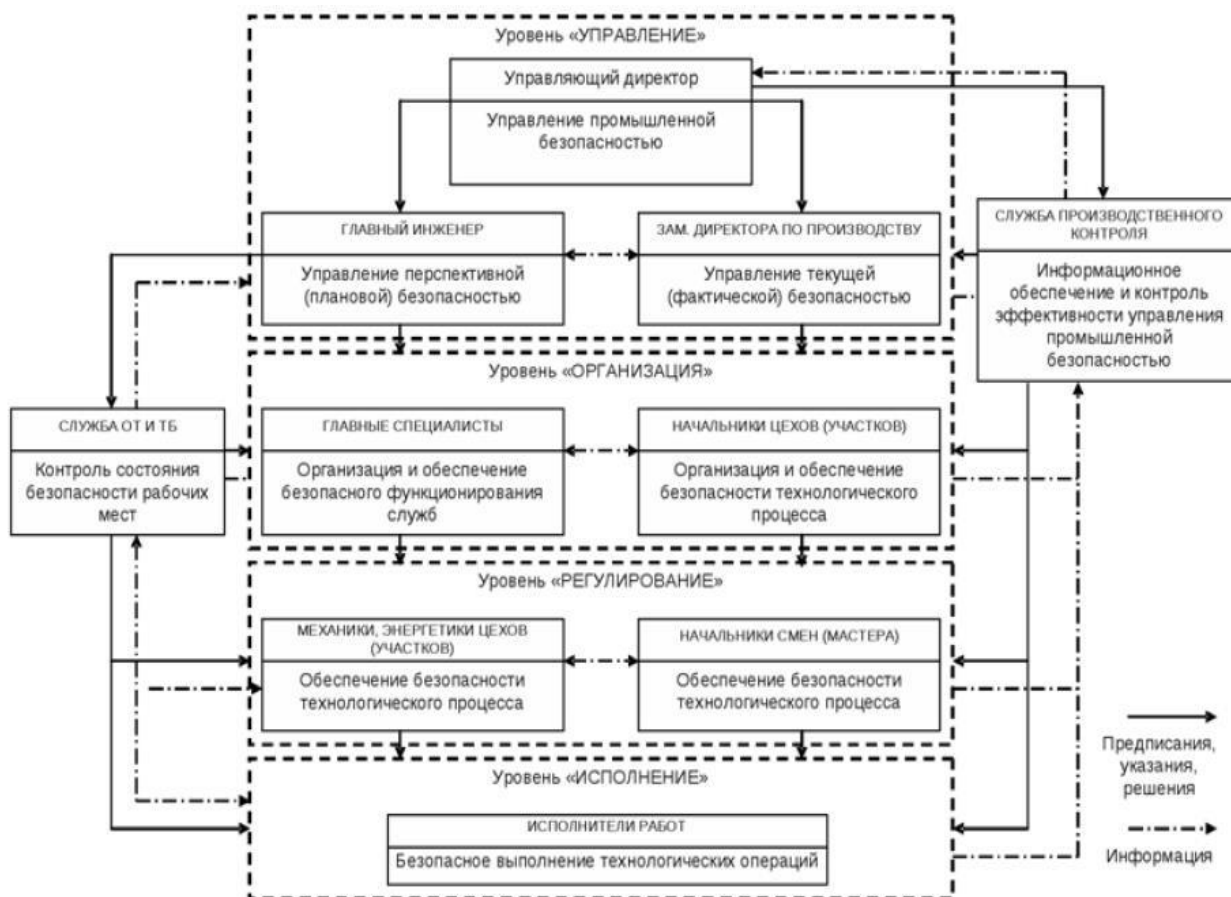 Уровень «УПРАВЛЕНИЕ»
Управляющий директор
Управление промышленной
безопасностью
ГЛАВНЫЙ ИНЖЕНЕР
Управление перспективной
(плановой) безопасностью
ЗАМ. ДИРЕКТОРА ПО ПРОИЗВОДСТВУ
Управление текущей
(фактической) безопасностью
СЛУЖБА ПРОИЗВОДСТВЕННОГО
КОНТРОЛЯ
Информационное
обеспечение и контроль
эффективности управления
промышленной
безопасностью
Уровень «ОРГАНИЗАЦИЯ»
СЛУЖБА ОТ И ТБ
Контроль состояния
безопасности рабочих
мест
ГЛАВНЫЕ СПЕЦИАЛИСТЫ
Организация и обеспечение
безопасного функционирования
служб
НАЧАЛЬНИКИ ЦЕХОВ (УЧАСТКОВ)
Организация и обеспечение
безопасности технологического
процесса
Уровень «РЕГУЛИРОВАНИЕ»
МЕХАНИКИ, ЭНЕРГЕТИКИ ЦЕХОВ
(УЧАСТКОВ)
Обеспечение безопасности
технологического процесса
НАЧАЛЬНИКИ СМЕН (МАСТЕРА)
Обеспечение безопасности
технологического процесса
Уровень «ИСПОЛНЕНИЕ»
ИСПОЛНИТЕЛИ РАБОТ
Безопасное выполнение технологических операций
Предписания,
указания,
решения
Информация